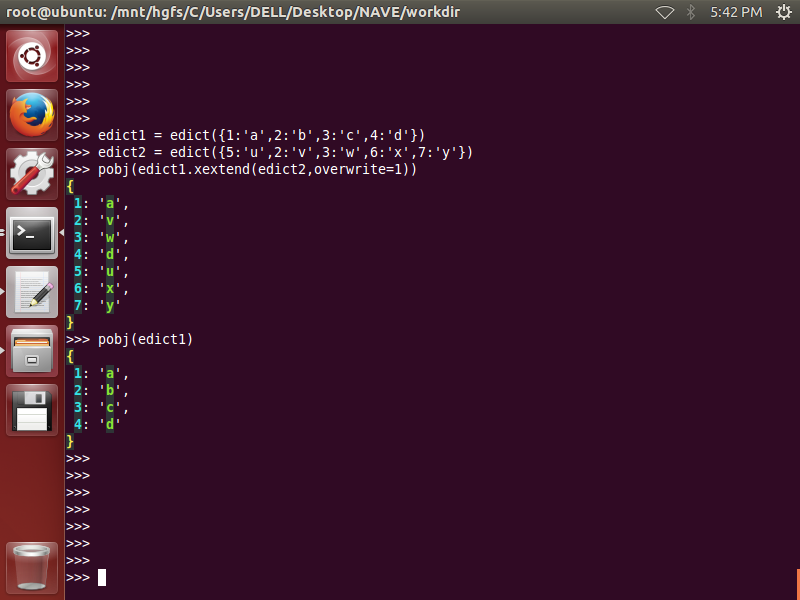 root@ubuntu: /mnt/hgfs/C/Users/DELL/Desktop/NAVE/workdir 5:42 PM
>>>
>>>
>>>
>>>
>>>
>>>
>>> edict1 = edict({1:'a',2:'b',3:'c',4:'d'})
>>> edict2 = edict({5:'u',2:'v',3:'w',6:'x',7:'y'})
>>> pobj(edict1.xextend(edict2,overwrite=1))
{
 1: 'a',
 2: 'v',
 3: 'w',
 4: 'd',
 5: 'u',
 6: 'x',
 7: 'y'
}
>>> pobj(edict1)
{
 1: 'a',
 2: 'b',
 3: 'c',
 4: 'd'
}
>>>
>>>
>>>
>>>
>>>
>>>
>>>
>>>